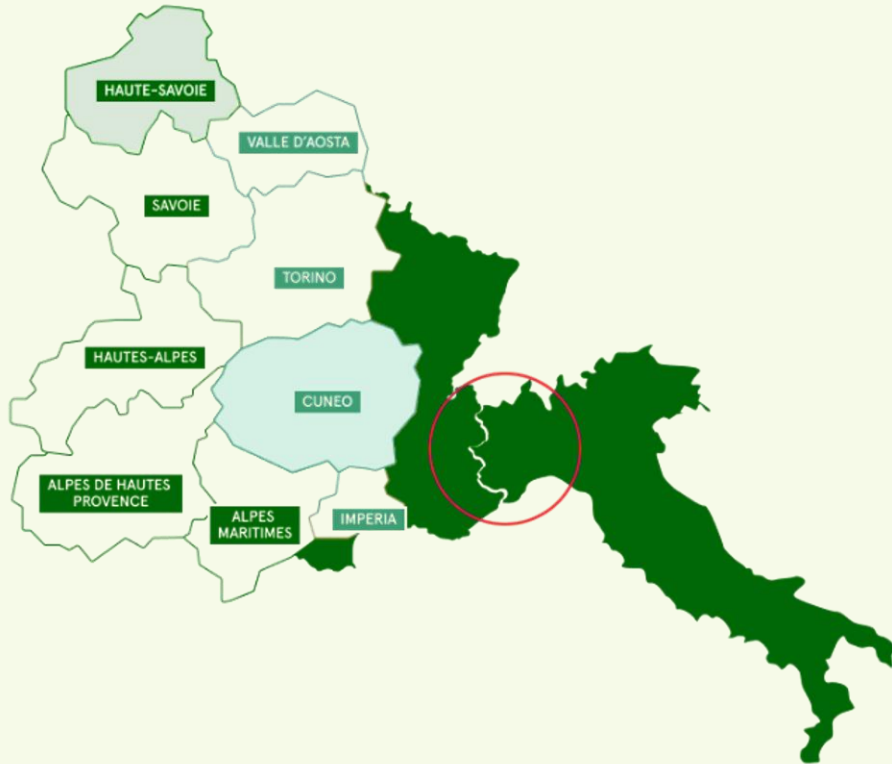 HAUTE-SAVOIE
VALLE D'AOSTA
SAVOIE
TORINO
HAUTES-ALPES
CUNEO
ALPES DE HAUTES
PROVENCE
ALPES
MARITIMES
IMPERIA